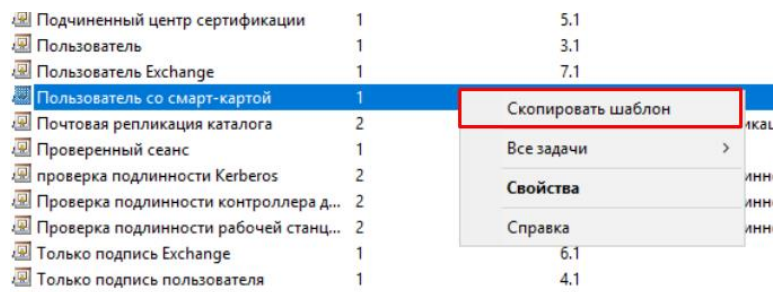 Подчиненный центр сертификации 1 5.1
Пользователь 1 3.1
Пользователь Exchange 1 7.1
Пользователь со смарт-картой 1
Скопировать шаблон
Почтовая репликация каталога 2
Проверенный сеанс 1
Все задачи >
проверка подлинности Kerberos 2
Свойства
Проверка подлинности контроллера д... 2
Проверка подлинности рабочей станц... 2
Справка
Только подпись Exchange 1 6.1
Только подпись пользователя 1 4.1